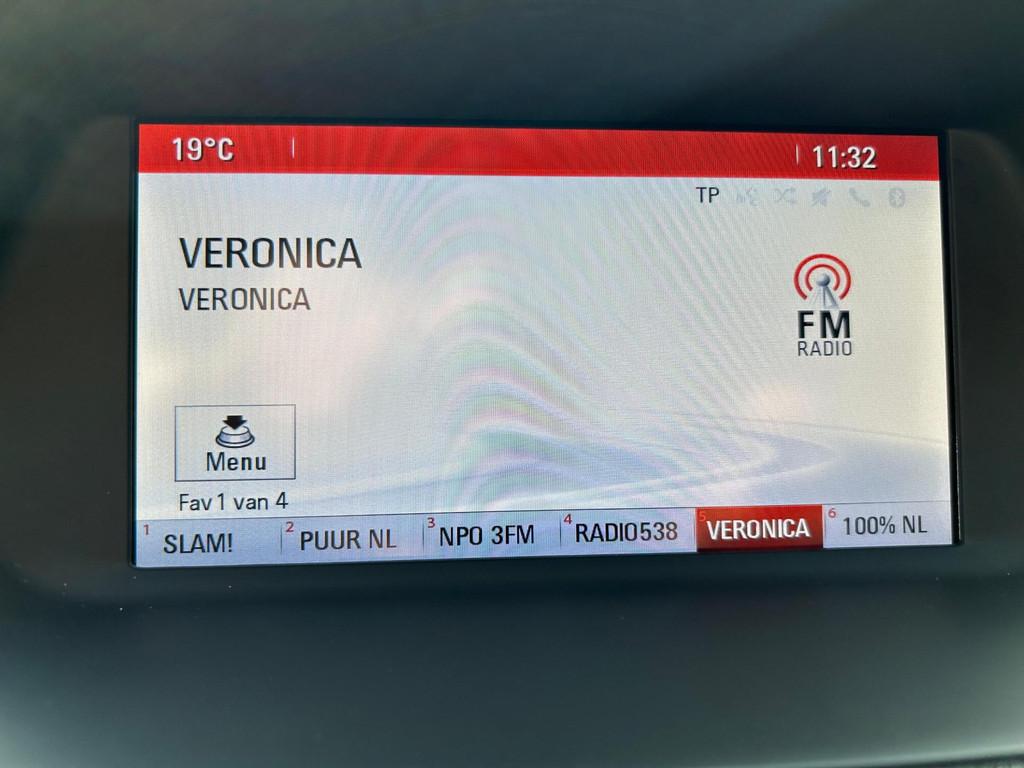 19°C 11:32
TP
VERONICA
VERONICA
FM
RADIO
Menu
Fav 1 van 4
1 SLAM! 2 PUUR NL 3 NPO 3FM 4 RADIO538 5 VERONICA 6 100% NL